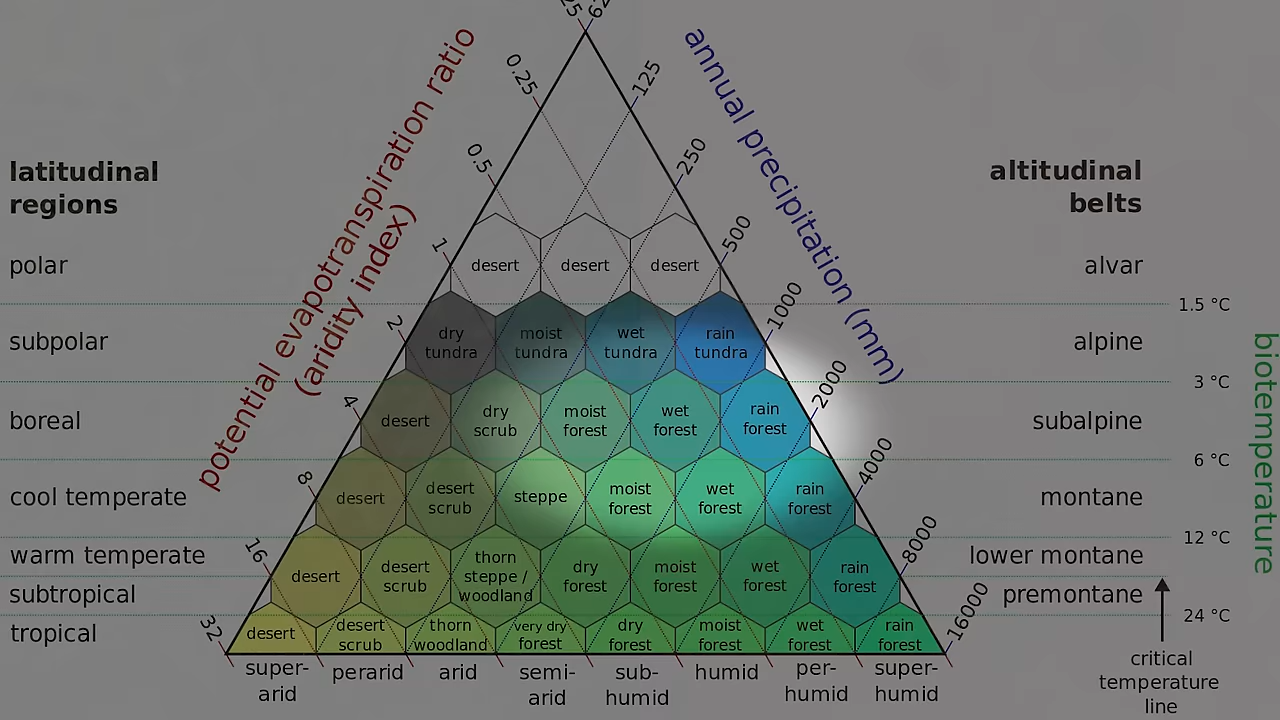 0.25
125
0.5
250
potential evapotranspiration ratio
(aridity index)
annual precipitation (mm)
latitudinal
regions
altitudinal
belts
1
500
polar
desert
desert
desert
alvar
1.5 °C
2
1000
subpolar
dry
tundra
moist
tundra
wet
tundra
rain
tundra
alpine
3 °C
4
2000
boreal
desert
dry
scrub
moist
forest
wet
forest
rain
forest
subalpine
6 °C
biotemperature
8
4000
cool temperate
desert
desert
scrub
steppe
moist
forest
wet
forest
rain
forest
montane
12 °C
16
8000
warm temperate
lower montane
desert
desert
scrub
thorn
steppe /
woodland
dry
forest
moist
forest
wet
forest
rain
forest
subtropical
premontane
24 °C
32
16000
tropical
desert
desert
scrub
thorn
woodland
very dry
forest
dry
forest
moist
forest
wet
forest
rain
forest
critical
temperature
line
super-
arid
perarid
arid
semi-
arid
sub-
humid
humid
per-
humid
super-
humid